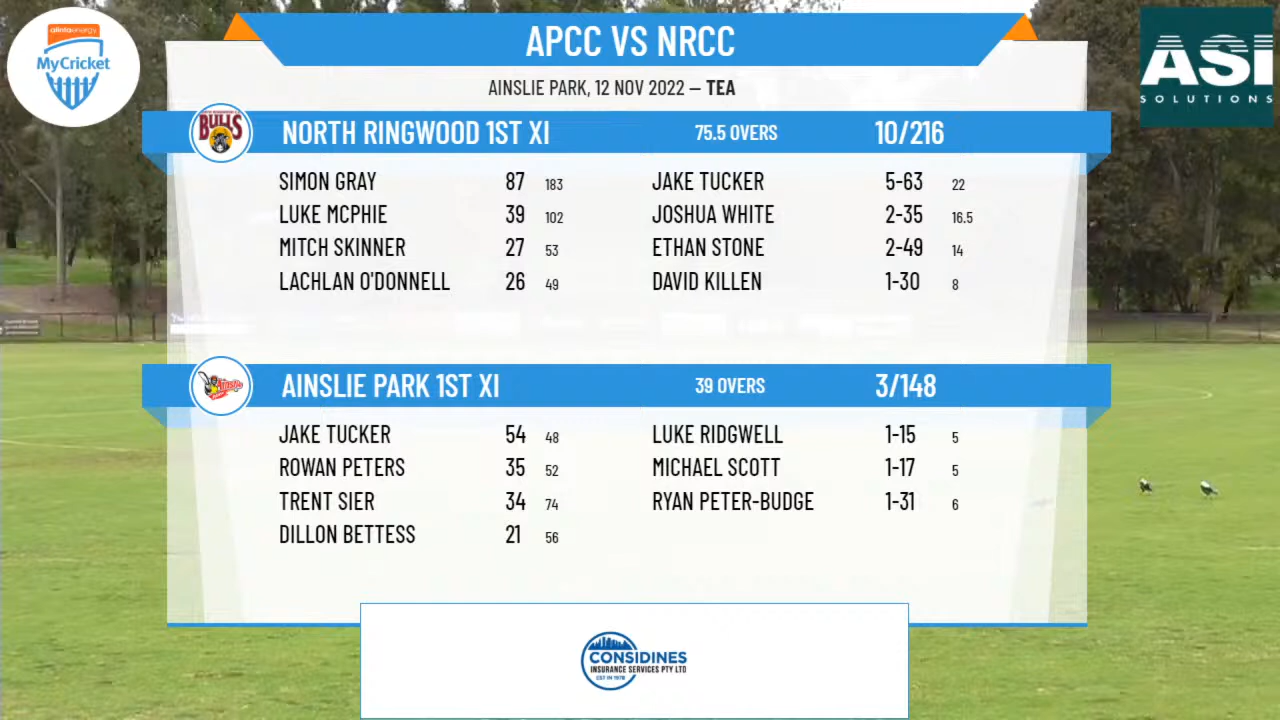 alintaenergy
MyCricket
APCC VS NRCC
ASI
SOLUTIONS
AINSLIE PARK, 12 NOV 2022 – TEA
BULLS
NORTH RINGWOOD 1ST XI 75.5 OVERS 10/216
SIMON GRAY 87 183 JAKE TUCKER 5-63 22
LUKE MCPHIE 39 102 JOSHUA WHITE 2-35 16.5
MITCH SKINNER 27 53 ETHAN STONE 2-49 14
LACHLAN O'DONNELL 26 49 DAVID KILLEN 1-30 8
AINSLIE PARK 1ST XI 39 OVERS 3/148
JAKE TUCKER 54 48 LUKE RIDGWELL 1-15 5
ROWAN PETERS 35 52 MICHAEL SCOTT 1-17 5
TRENT SIER 34 74 RYAN PETER-BUDGE 1-31 6
DILLON BETTESS 21 56
CONSIDINES
INSURANCE SERVICES PTY LTD
EST IN 1978